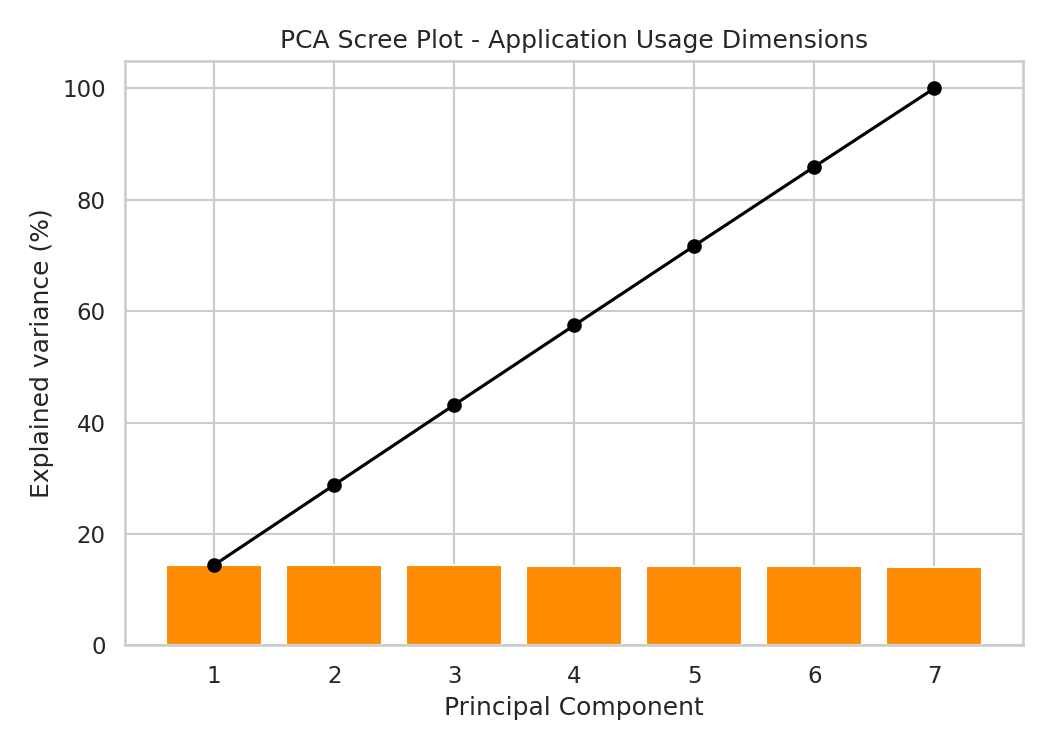 PCA Scree Plot - Application Usage Dimensions
Explained variance (%)
100
80
60
40
20
0
1 2 3 4 5 6 7
Principal Component